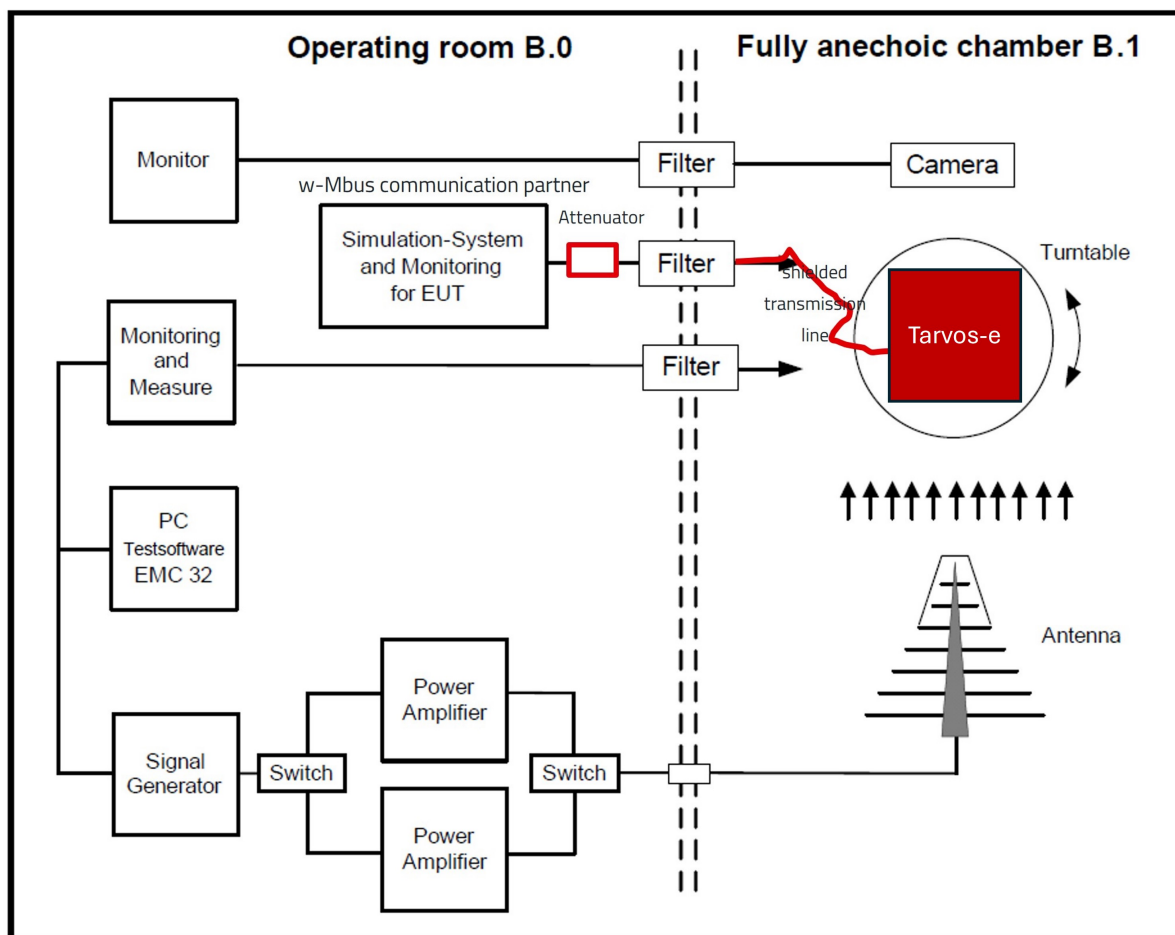 Operating room B.0
Fully anechoic chamber B.1
Monitor
Filter
Camera
w-Mbus communication partner
Attenuator
Simulation-System
and Monitoring
for EUT
Filter
shielded
transmission
line
Turntable
Tarvos-e
Monitoring
and
Measure
Filter
PC
Testsoftware
EMC 32
Antenna
Signal
Generator
Switch
Power
Amplifier
Power
Amplifier
Switch